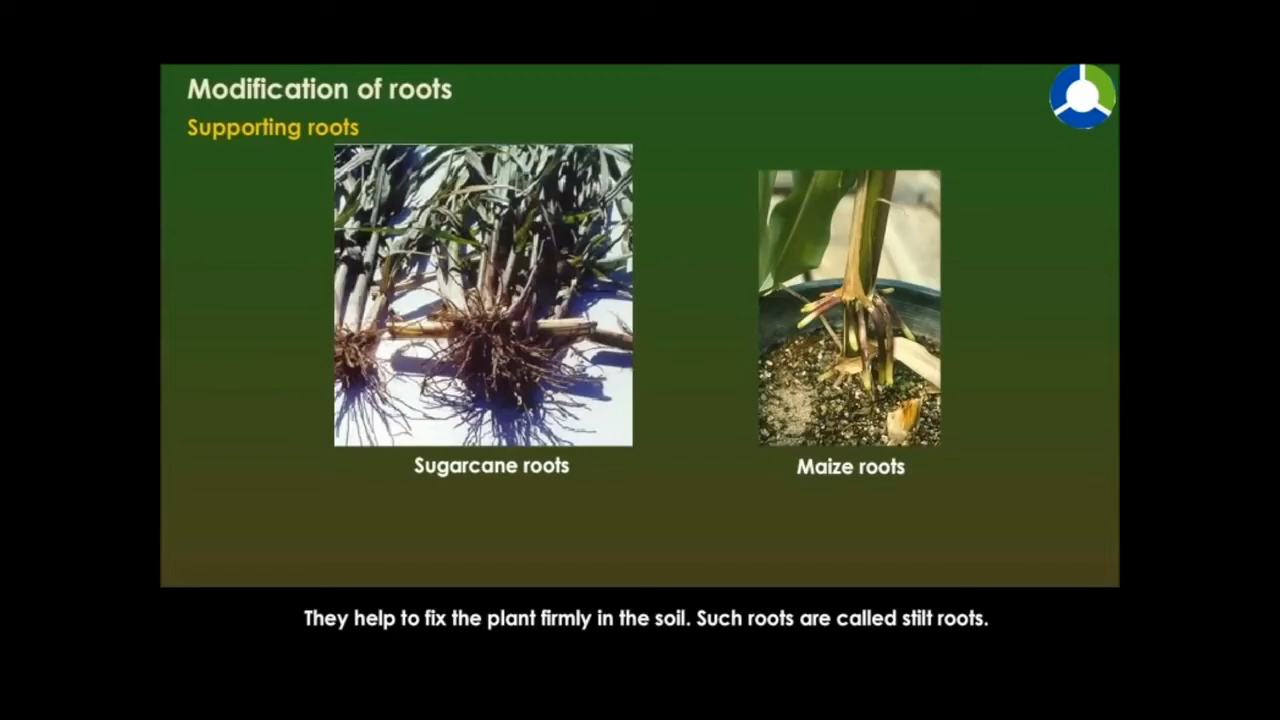 Modification of roots
Supporting roots
Sugarcane roots
Maize roots
They help to fix the plant firmly in the soil. Such roots are called stilt roots.